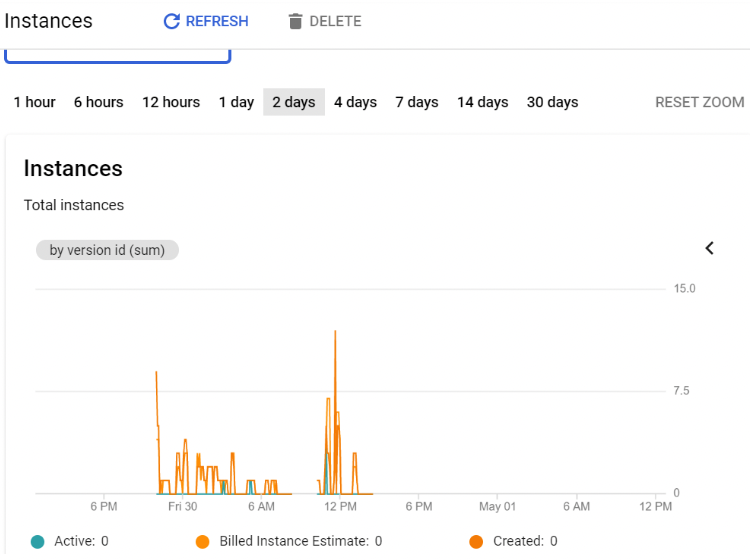 Instances REFRESH DELETE
1 hour 6 hours 12 hours 1 day 2 days 4 days 7 days 14 days 30 days RESET ZOOM
Instances
Total instances
by version id (sum)
15.0
7.5
0
6 PM Fri 30 6 AM 12 PM 6 PM May 01 6 AM 12 PM
Active: 0 Billed Instance Estimate: 0 Created: 0